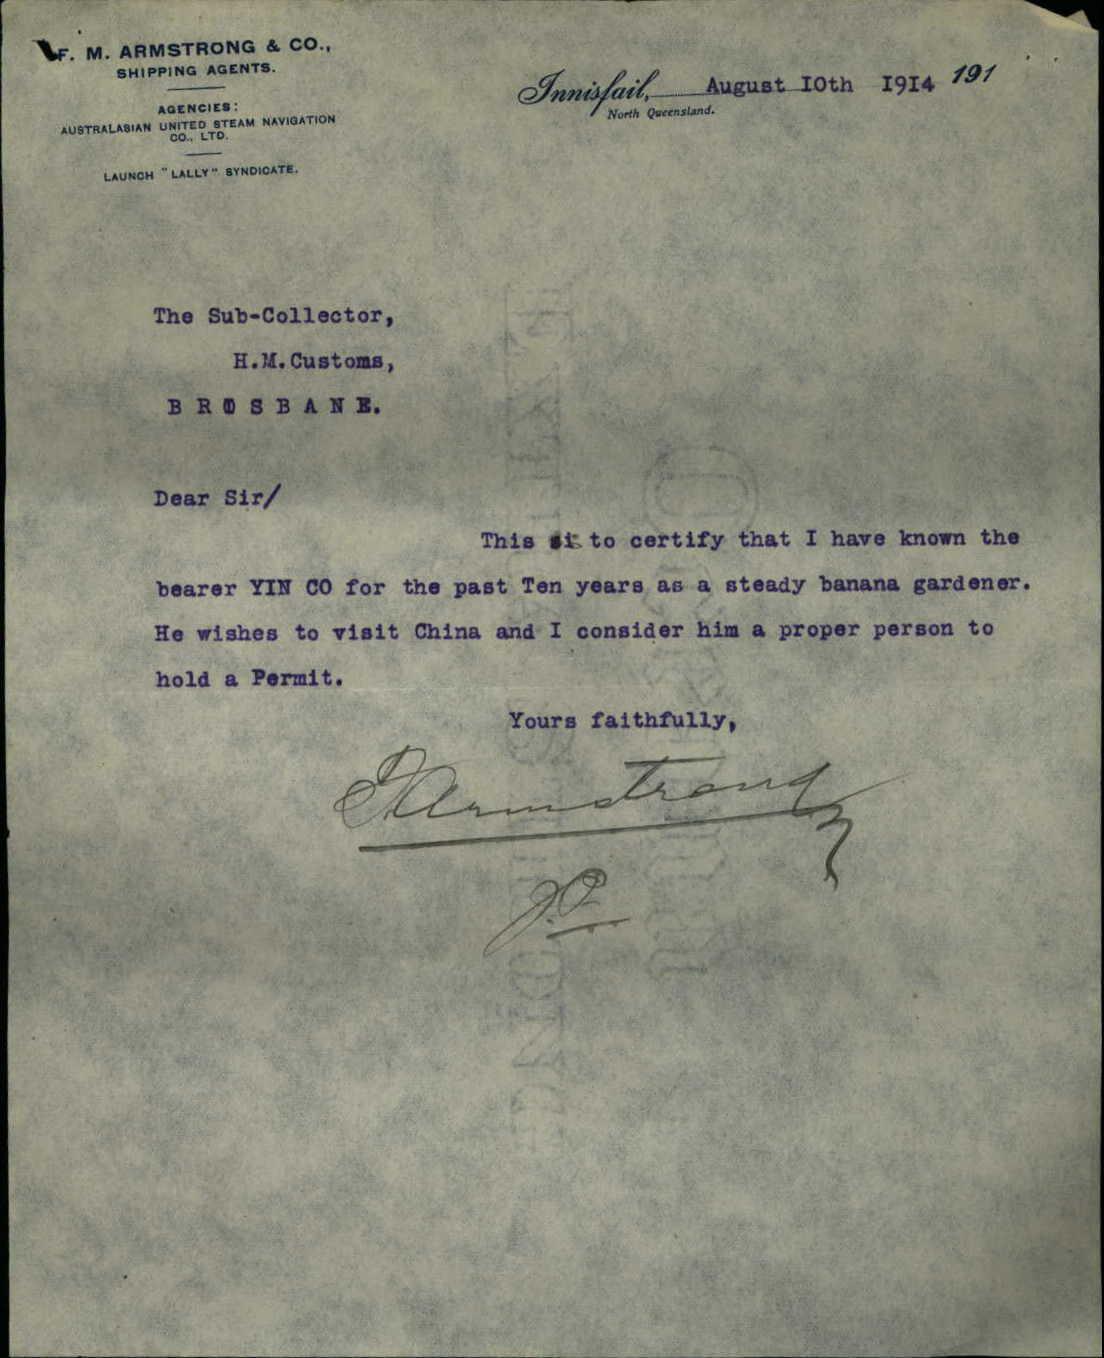 F. M. ARMSTRONG & CO.,
SHIPPING AGENTS.
AGENCIES:
AUSTRALASIAN UNITED STEAM NAVIGATION
CO., LTD.
LAUNCH "LALLY" SYNDICATE.
Innisfail, August 10th 1914 191
North Queensland.
The Sub-Collector,
H.M.Customs,
B R I S B A N E.
Dear Sir/
This si to certify that I have known the
bearer YIN CO for the past Ten years as a steady banana gardener.
He wishes to visit China and I consider him a proper person to
hold a Permit.
Yours faithfully,
F Armstrong
J.P.